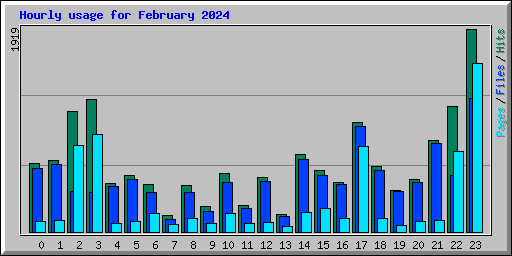 Hourly usage for February 2024
1919
Pages / Files / Hits
0 1 2 3 4 5 6 7 8 9 10 11 12 13 14 15 16 17 18 19 20 21 22 23